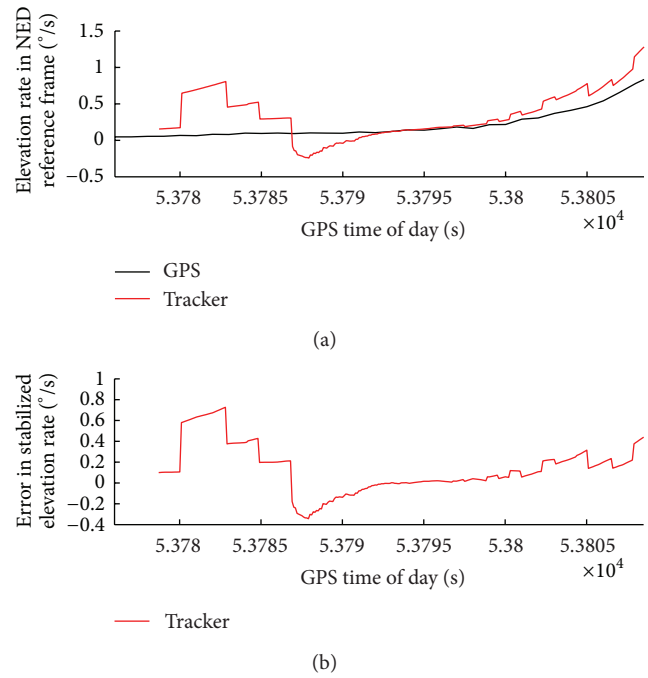 Elevation rate in NED
reference frame (°/s)
1.5
1
0.5
0
−0.5
5.378 5.3785 5.379 5.3795 5.38 5.3805
×10⁴
GPS time of day (s)
GPS
Tracker
(a)
Error in stabilized
elevation rate (°/s)
1
0.8
0.6
0.4
0.2
0
−0.2
−0.4
5.378 5.3785 5.379 5.3795 5.38 5.3805
×10⁴
GPS time of day (s)
Tracker
(b)